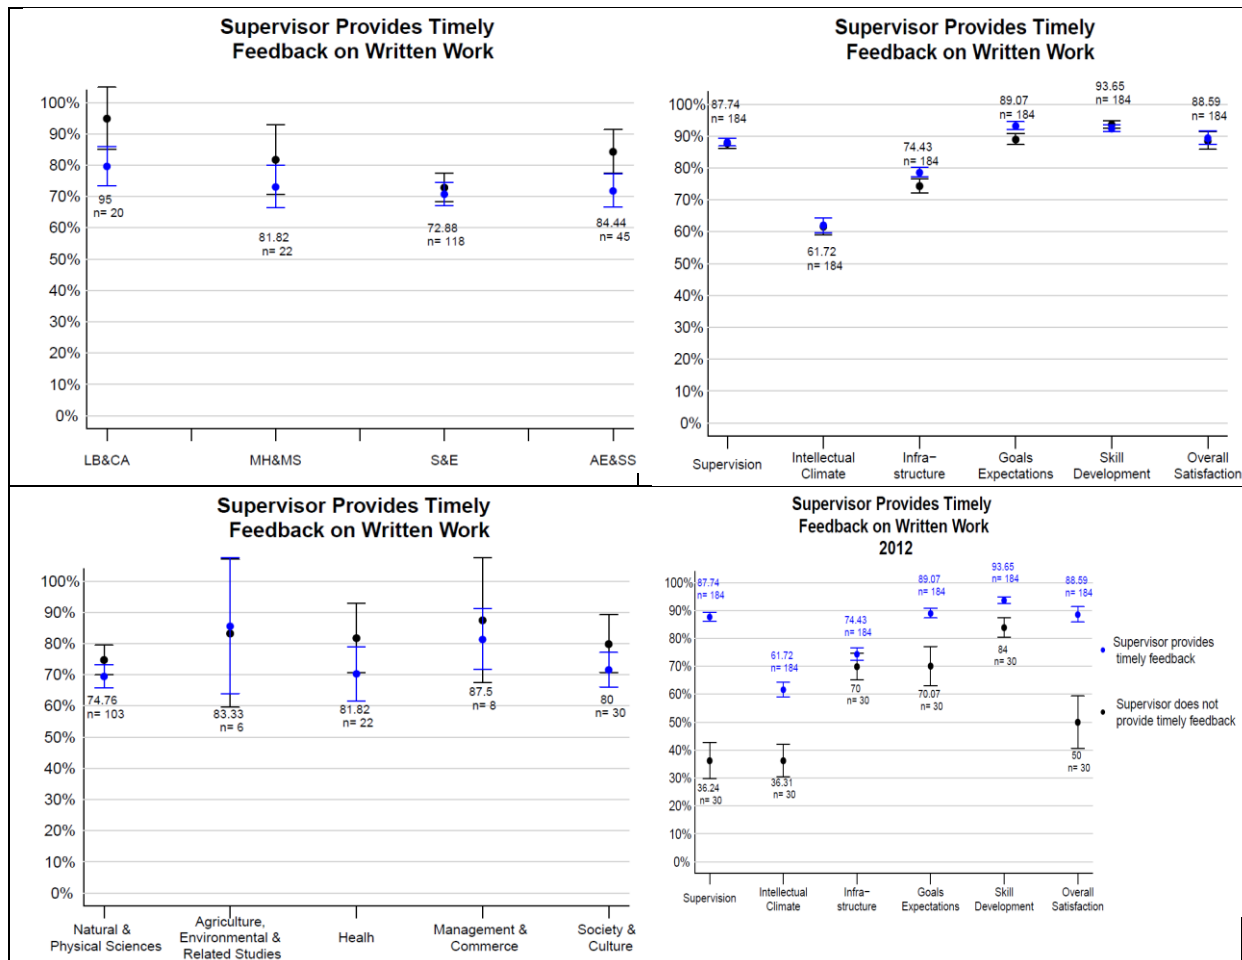 Supervisor Provides Timely
Feedback on Written Work
100%
90%
80%
70%
60%
50%
40%
30%
20%
10%
0%
95
n= 20
81.82
n= 22
72.88
n= 118
84.44
n= 45
LB&CA
MH&MS
S&E
AE&SS
Supervisor Provides Timely
Feedback on Written Work
100%
90%
80%
70%
60%
50%
40%
30%
20%
10%
0%
87.74
n= 184
61.72
n= 184
74.43
n= 184
89.07
n= 184
93.65
n= 184
88.59
n= 184
Supervision
Intellectual
Climate
Infra-
structure
Goals
Expectations
Skill
Development
Overall
Satisfaction
Supervisor Provides Timely
Feedback on Written Work
100%
90%
80%
70%
60%
50%
40%
30%
20%
10%
0%
74.76
n= 103
83.33
n= 6
81.82
n= 22
87.5
n= 8
80
n= 30
Natural &
Physical Sciences
Agriculture,
Environmental &
Related Studies
Healh
Management &
Commerce
Society &
Culture
Supervisor Provides Timely
Feedback on Written Work
2012
100%
90%
80%
70%
60%
50%
40%
30%
20%
10%
0%
87.74
n= 184
61.72
n= 184
74.43
n= 184
89.07
n= 184
93.65
n= 184
88.59
n= 184
36.24
n= 30
36.31
n= 30
70
n= 30
70.07
n= 30
84
n= 30
50
n= 30
Supervision
Intellectual
Climate
Infra-
structure
Goals
Expectations
Skill
Development
Overall
Satisfaction
Supervisor provides
timely feedback
Supervisor does not
provide timely feedback